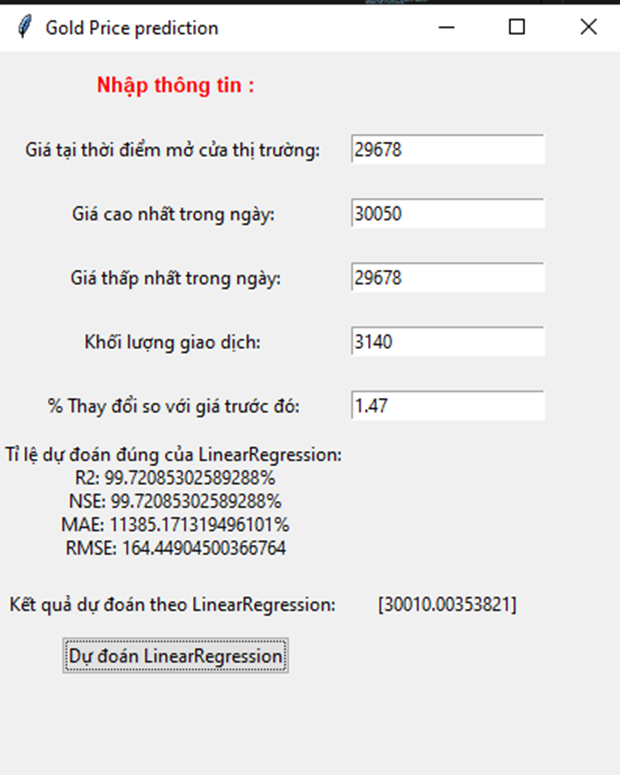 Gold Price prediction
Nhập thông tin :
Giá tại thời điểm mở cửa thị trường: 29678
Giá cao nhất trong ngày: 30050
Giá thấp nhất trong ngày: 29678
Khối lượng giao dịch: 3140
% Thay đổi so với giá trước đó: 1.47
Tỉ lệ dự đoán đúng của LinearRegression:
R2: 99.72085302589288%
NSE: 99.72085302589288%
MAE: 11385.171319496101%
RMSE: 164.44904500366764
Kết quả dự đoán theo LinearRegression: [30010.00353821]
Dự đoán LinearRegression